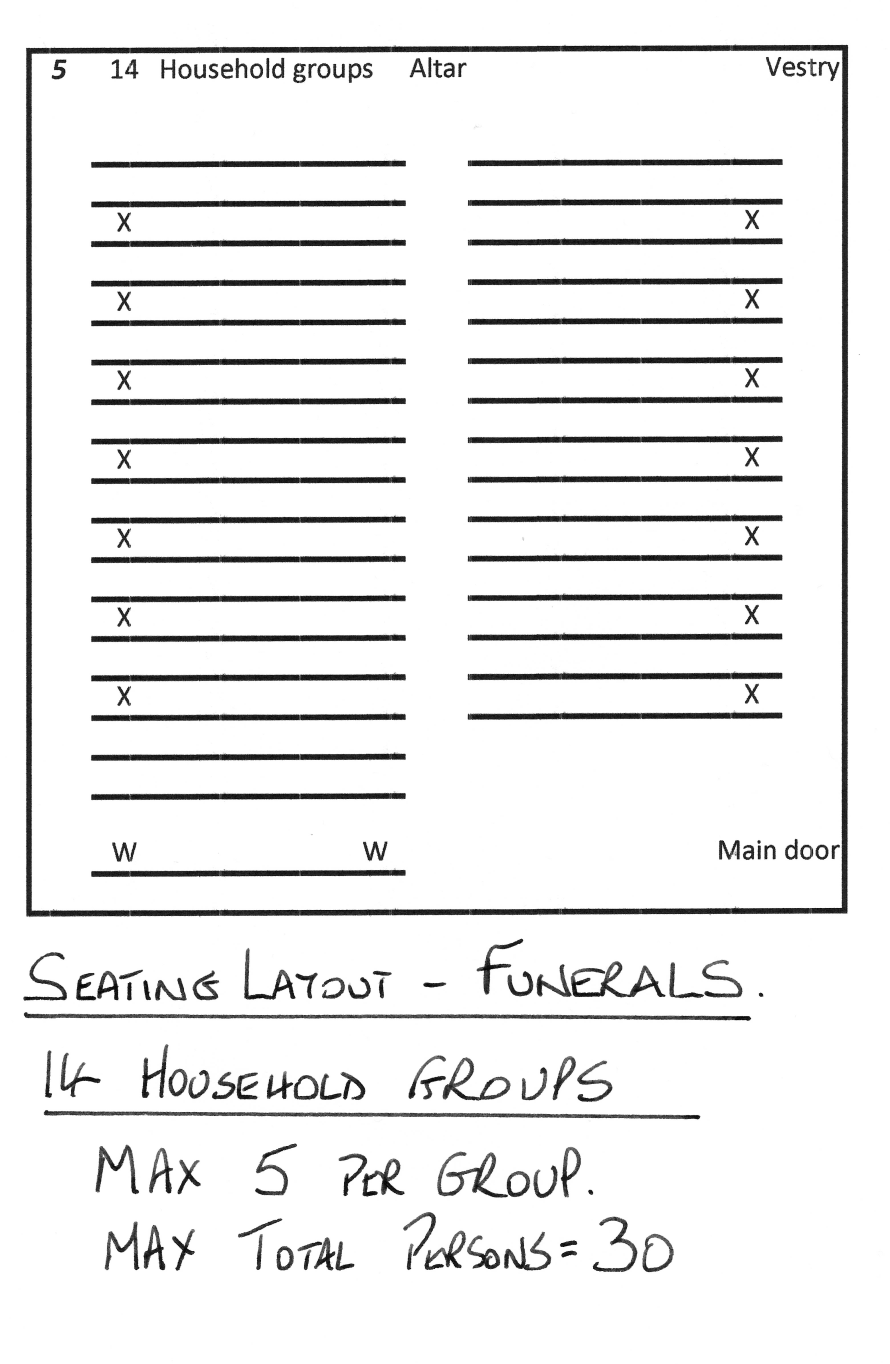 5 14 Household groups Altar Vestry
X X
X X
X X
X X
X X
X X
X X
W W Main door
SEATING LAYOUT - FUNERALS.
14 HOUSEHOLD GROUPS
MAX 5 PER GROUP.
MAX TOTAL PERSONS = 30